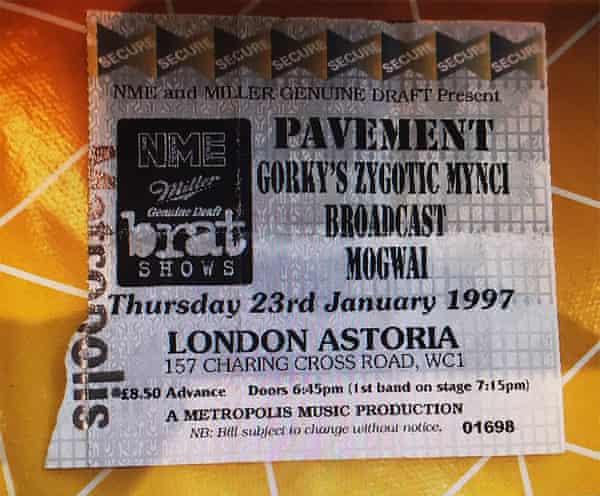 SECURE SECURE SECURE SECURE SECURE SECURE SECURE SECURE
NME and MILLER GENUINE DRAFT Present
NME
Miller
Genuine Draft
brat
SHOWS
PAVEMENT
GORKY'S ZYGOTIC MYNCI
BROADCAST
MOGWAI
Thursday 23rd January 1997
LONDON ASTORIA
157 CHARING CROSS ROAD, WC1
£8.50 Advance Doors 6:45pm (1st band on stage 7:15pm)
A METROPOLIS MUSIC PRODUCTION
NB: Bill subject to change without notice. 01698
Metropolis